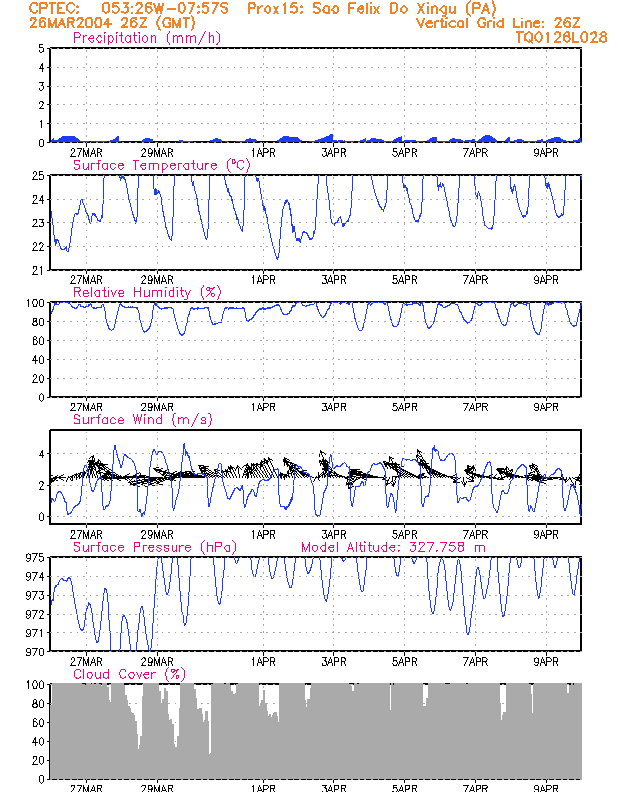 CPTEC: 053:26W-07:57S Prox15: Sao Felix Do Xingu (PA)
26MAR2004 26Z (GMT) Vertical Grid Line: 26Z
Precipitation (mm/h) TQ0126L028
5
4
3
2
1
0
27MAR 29MAR 1APR 3APR 5APR 7APR 9APR
Surface Temperature (°C)
25
24
23
22
21
27MAR 29MAR 1APR 3APR 5APR 7APR 9APR
Relative Humidity (%)
100
80
60
40
20
0
27MAR 29MAR 1APR 3APR 5APR 7APR 9APR
Surface Wind (m/s)
4
2
0
27MAR 29MAR 1APR 3APR 5APR 7APR 9APR
Surface Pressure (hPa) Model Altitude: 327.758 m
975
974
973
972
971
970
27MAR 29MAR 1APR 3APR 5APR 7APR 9APR
Cloud Cover (%)
100
80
60
40
20
0
27MAR 29MAR 1APR 3APR 5APR 7APR 9APR